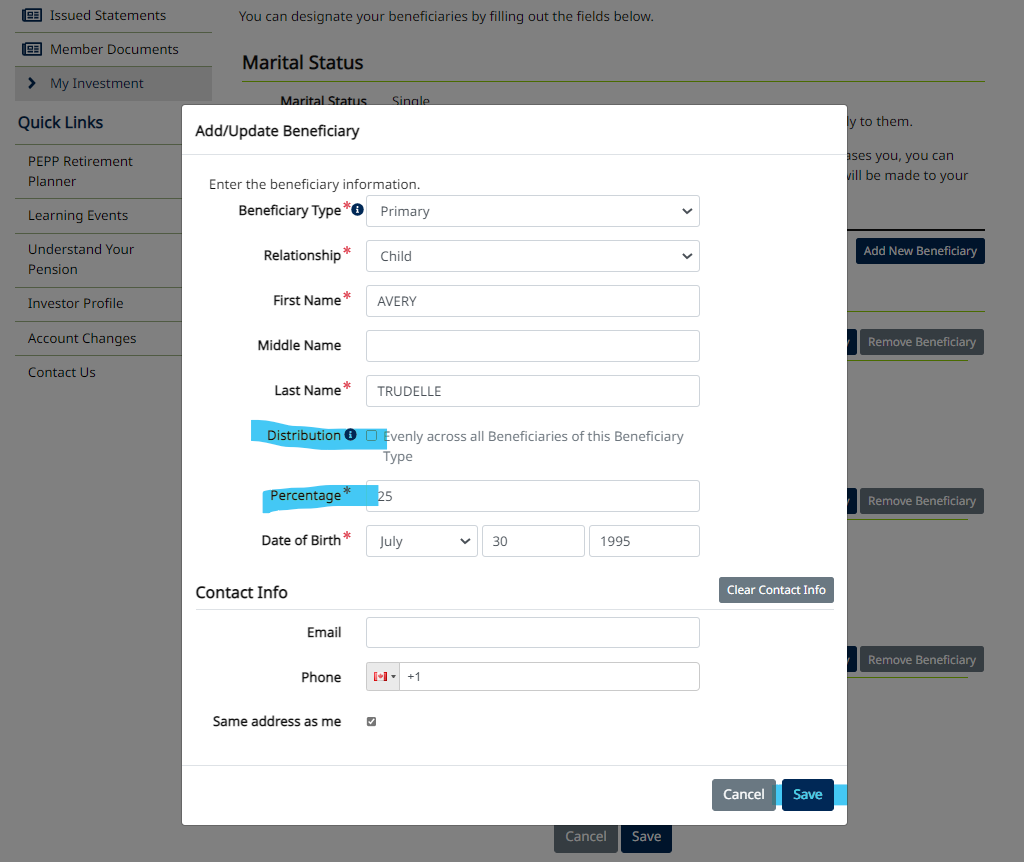 Issued Statements
Member Documents
My Investment
Quick Links
PEPP Retirement
Planner
Learning Events
Understand Your
Pension
Investor Profile
Account Changes
Contact Us
You can designate your beneficiaries by filling out the fields below.
Marital Status
Marital Status Single
to them.
you, you can
will be made to your
Add New Beneficiary
Remove Beneficiary
Remove Beneficiary
Remove Beneficiary
Add/Update Beneficiary
Enter the beneficiary information.
Beneficiary Type* Primary
Relationship* Child
First Name* AVERY
Middle Name
Last Name* TRUDELLE
Distribution Evenly across all Beneficiaries of this Beneficiary
Type
Percentage* 25
Date of Birth* July 30 1995
Contact Info Clear Contact Info
Email
Phone +1
Same address as me
Cancel Save
Cancel Save